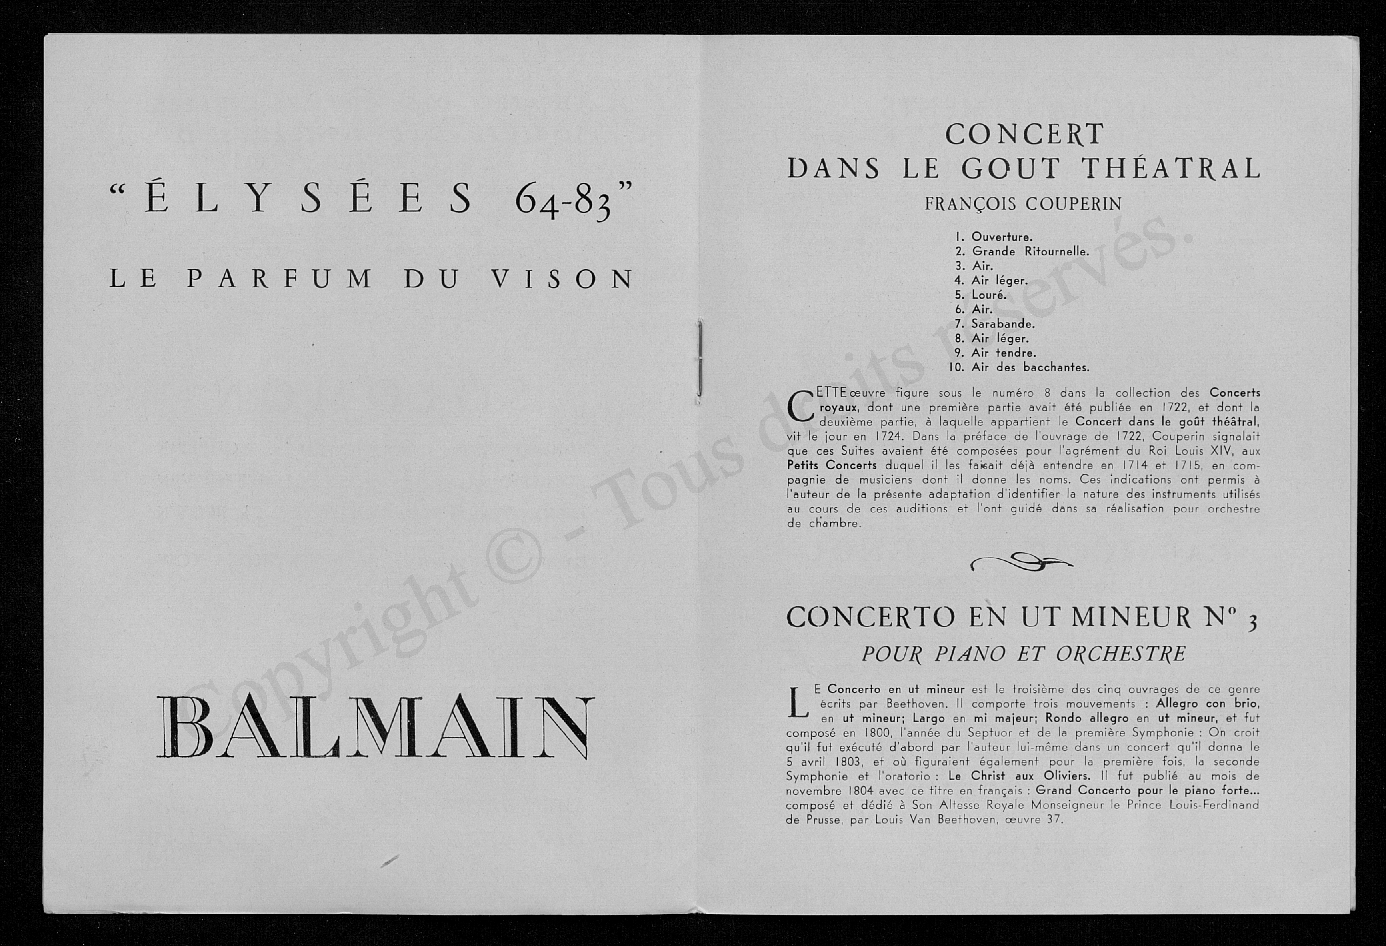 “ÉLYSÉES 64-83”
LE PARFUM DU VISON
BALMAIN
CONCERT
DANS LE GOUT THÉATRAL
FRANÇOIS COUPERIN
1. Ouverture.
2. Grande Ritournelle.
3. Air.
4. Air léger.
5. Louré.
6. Air.
7. Sarabande.
8. Air léger.
9. Air tendre.
10. Air des bacchantes.
CETTE œuvre figure sous le numéro 8 dans la collection des Concerts
royaux, dont une première partie avait été publiée en 1722, et dont la
deuxième partie, à laquelle appartient le Concert dans le goût théâtral,
vit le jour en 1724. Dans la préface de l'ouvrage de 1722, Couperin signalait
que ces Suites avaient été composées pour l'agrément du Roi Louis XIV, aux
Petits Concerts duquel il les faisait déjà entendre en 1714 et 1715, en com-
pagnie de musiciens dont il donne les noms. Ces indications ont permis à
l'auteur de la présente adaptation d'identifier la nature des instruments utilisés
au cours de ces auditions et l'ont guidé dans sa réalisation pour orchestre
de chambre.
CONCERTO EN UT MINEUR Nº 3
POUR PIANO ET ORCHESTRE
LE Concerto en ut mineur est le troisième des cinq ouvrages de ce genre
écrits par Beethoven. Il comporte trois mouvements : Allegro con brio,
en ut mineur; Largo en mi majeur; Rondo allegro en ut mineur, et fut
composé en 1800, l'année du Septuor et de la première Symphonie : On croit
qu'il fut exécuté d'abord par l'auteur lui-même dans un concert qu'il donna le
5 avril 1803, et où figuraient également pour la première fois, la seconde
Symphonie et l'oratorio : Le Christ aux Oliviers. Il fut publié au mois de
novembre 1804 avec ce titre en français : Grand Concerto pour le piano forte...
composé et dédié à Son Altesse Royale Monseigneur le Prince Louis-Ferdinand
de Prusse, par Louis Van Beethoven, œuvre 37.
Copyright © - Tous droits réservés.